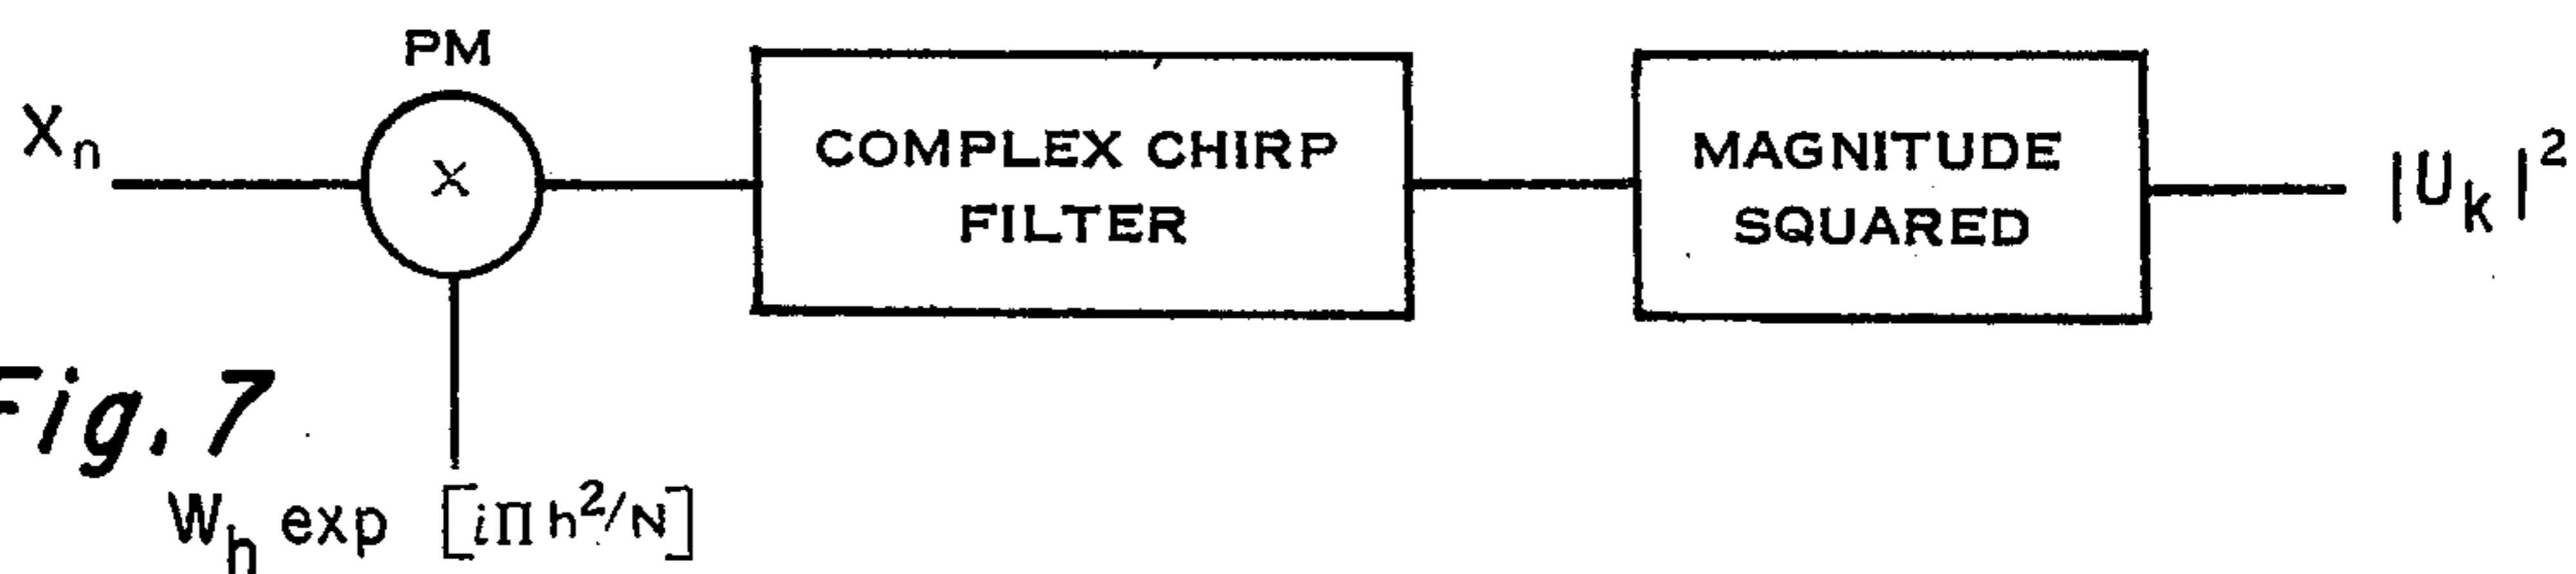 PM
Xn
X
COMPLEX CHIRP
FILTER
MAGNITUDE
SQUARED
|Uk|²
Fig. 7
Wh exp [iΠh²/N]